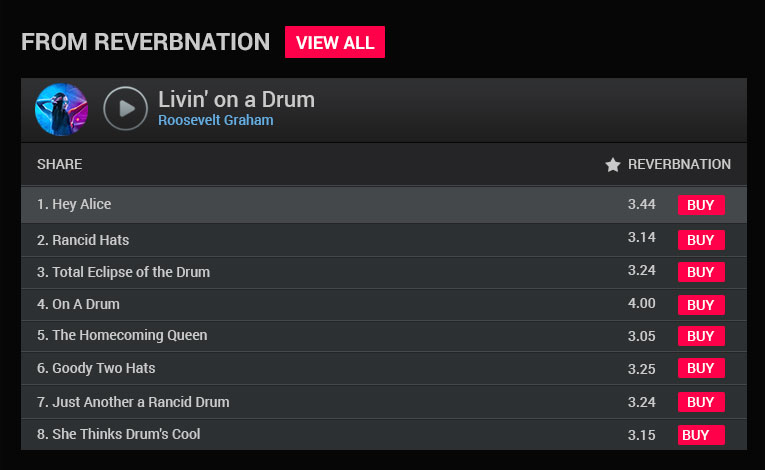 FROM REVERBNATION VIEW ALL
Livin' on a Drum
Roosevelt Graham
SHARE REVERBNATION
1. Hey Alice 3.44 BUY
2. Rancid Hats 3.14 BUY
3. Total Eclipse of the Drum 3.24 BUY
4. On A Drum 4.00 BUY
5. The Homecoming Queen 3.05 BUY
6. Goody Two Hats 3.25 BUY
7. Just Another a Rancid Drum 3.24 BUY
8. She Thinks Drum's Cool 3.15 BUY